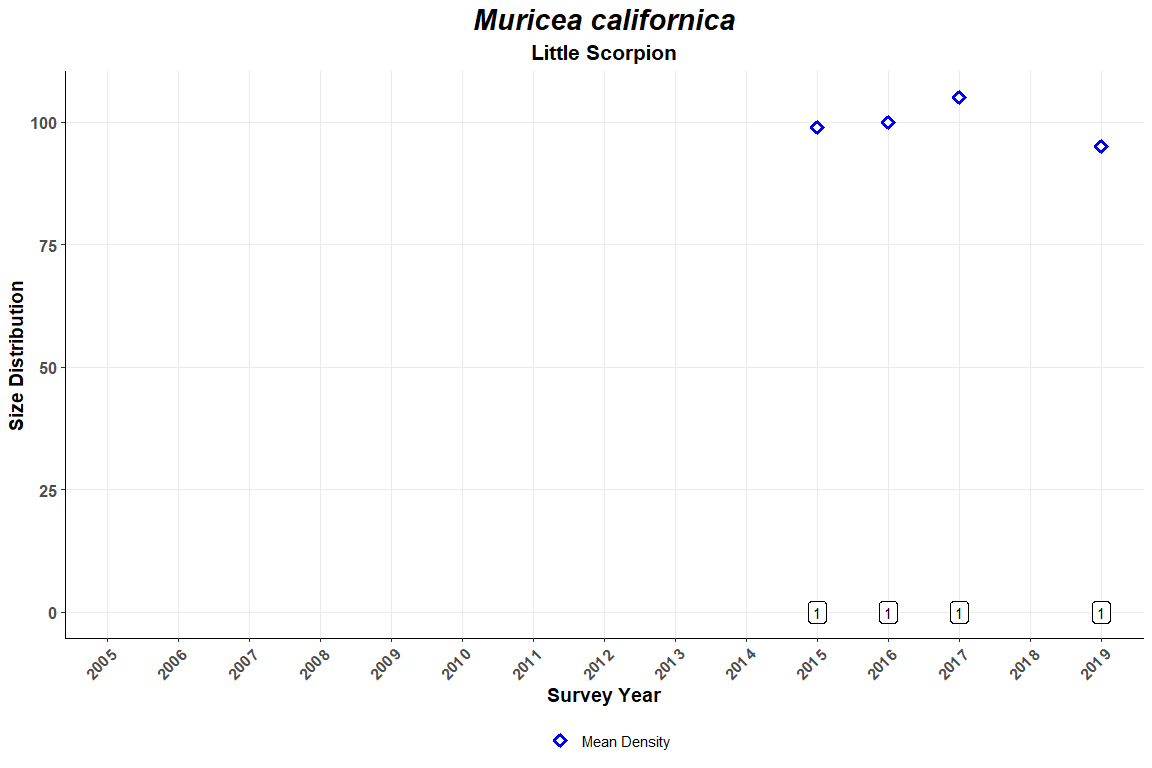 Muricea californica
Little Scorpion
Size Distribution
100
75
50
25
0
1 1 1 1
2005 2006 2007 2008 2009 2010 2011 2012 2013 2014 2015 2016 2017 2018 2019
Survey Year
Mean Density